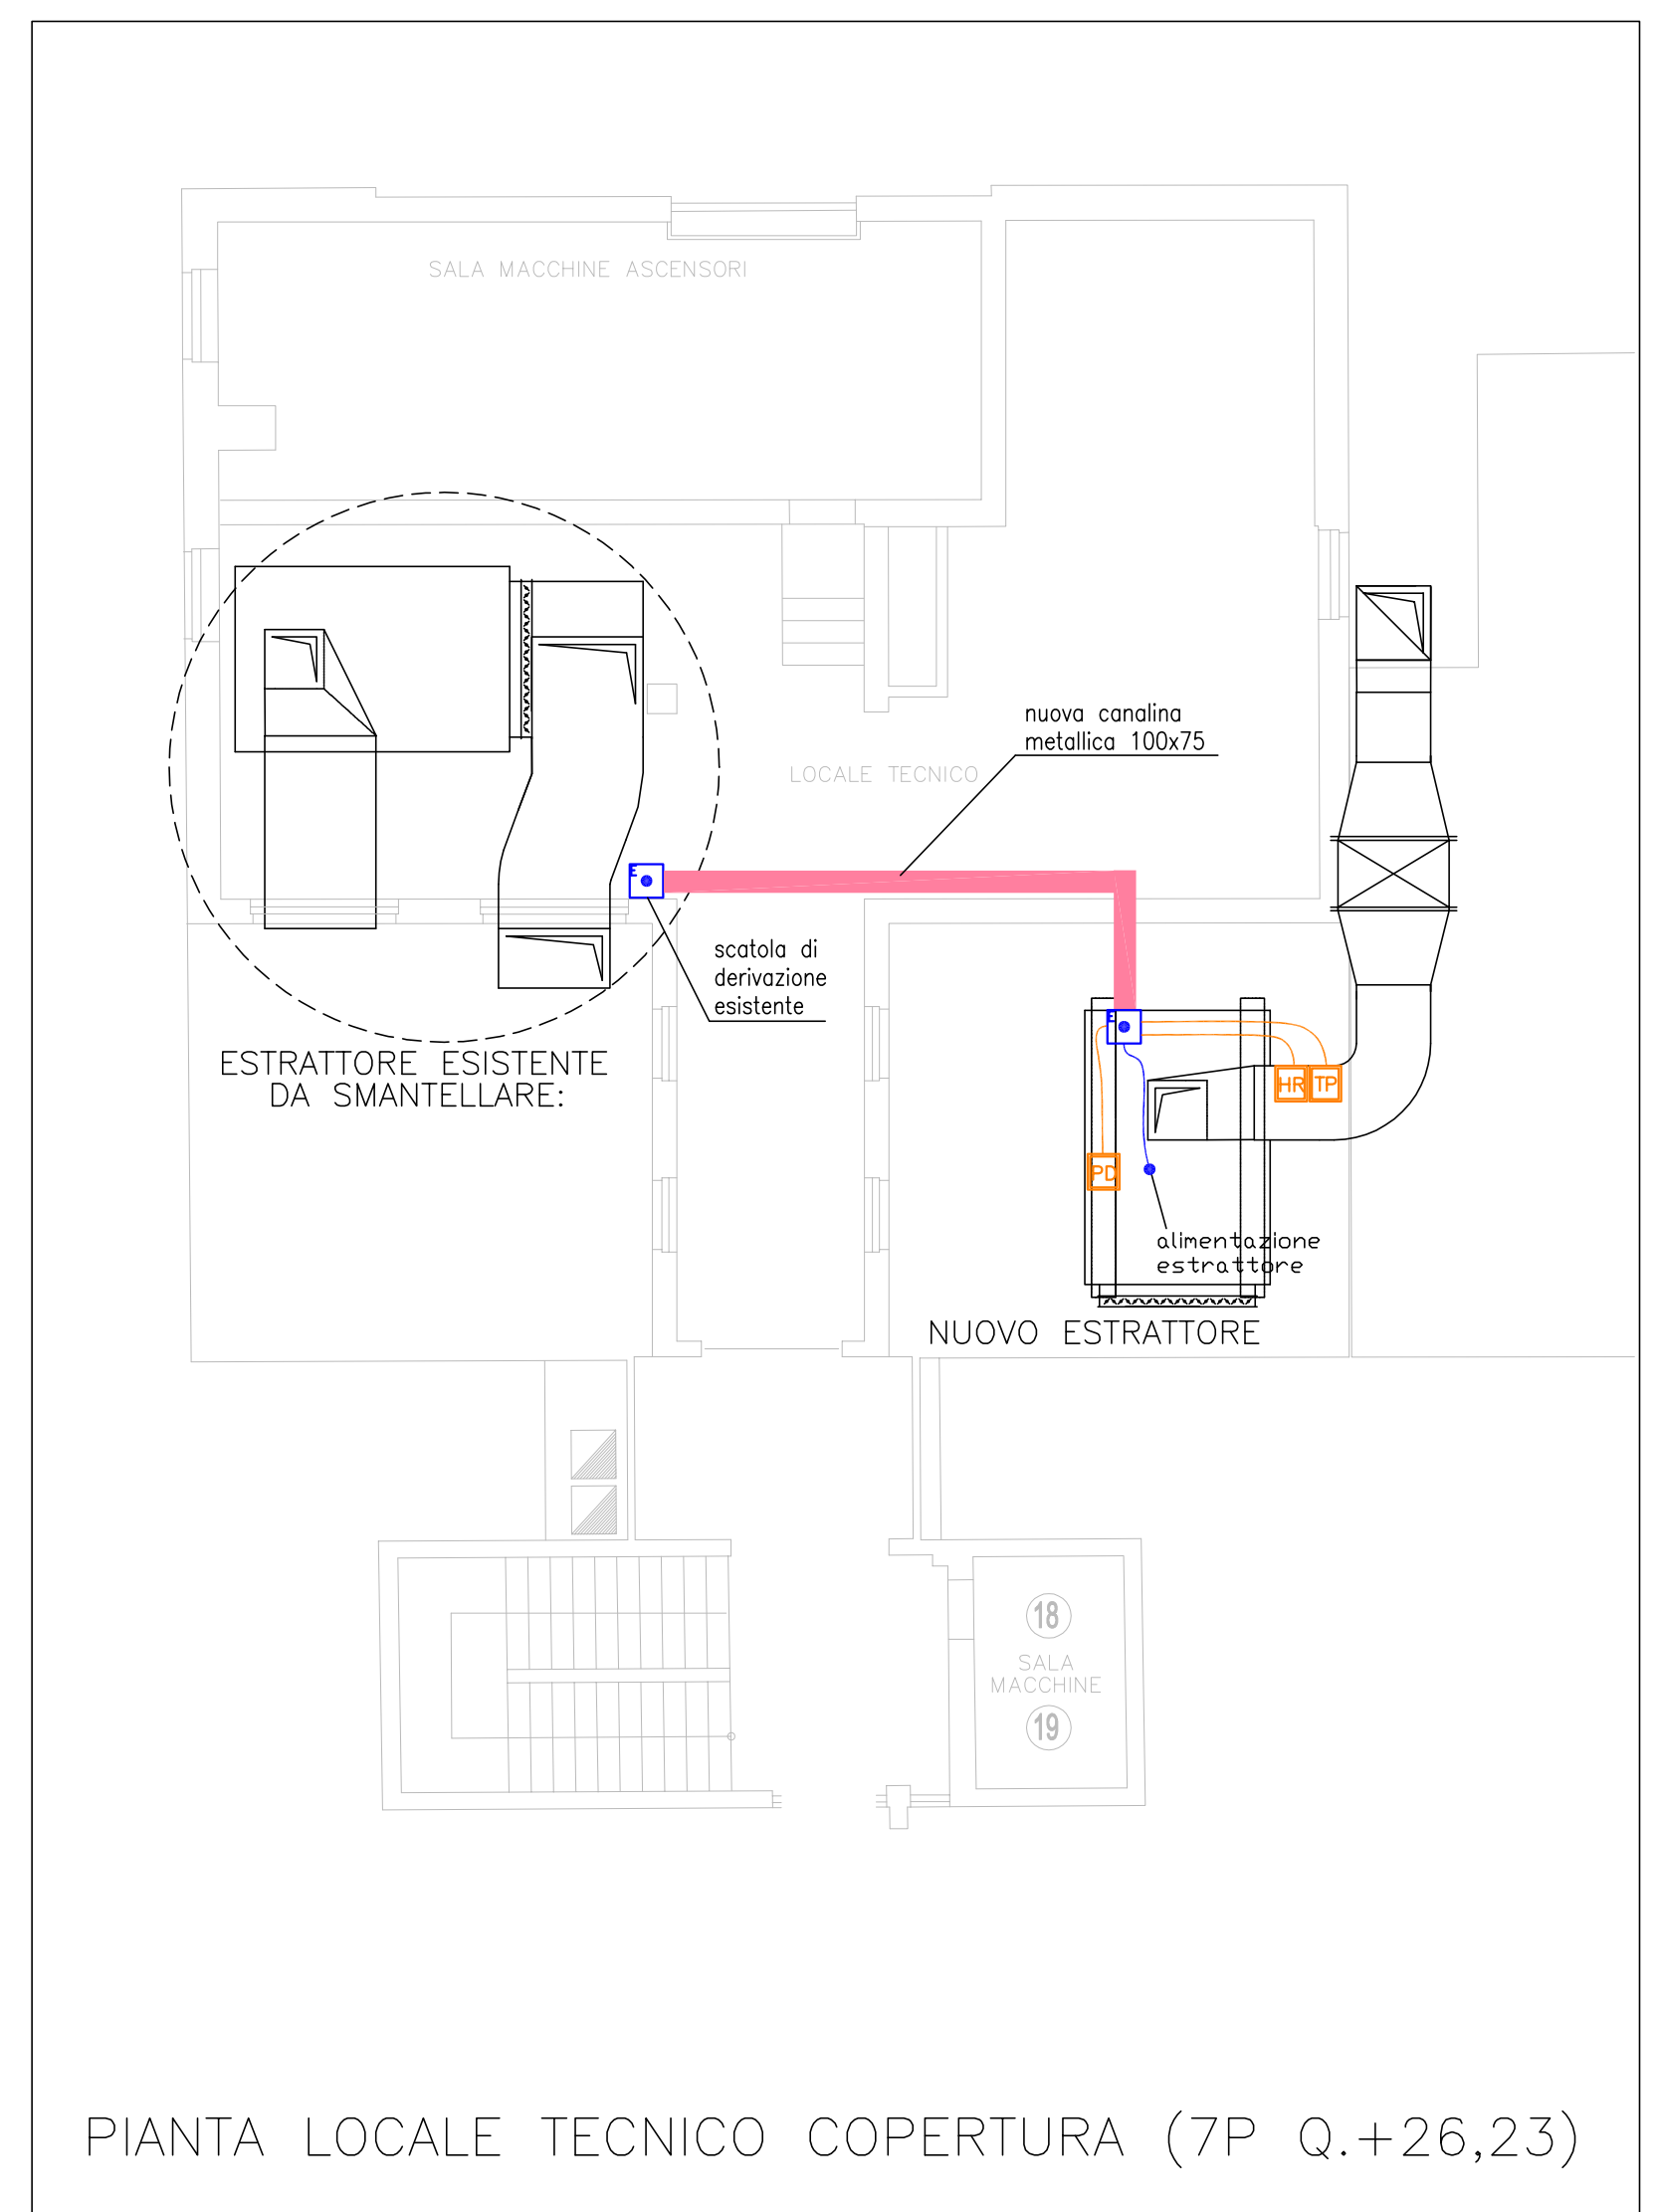 SALA MACCHINE ASCENSORI
nuova canalina
metallica 100x75
LOCALE TECNICO
E
scatola di
derivazione
esistente
ESTRATTORE ESISTENTE
DA SMANTELLARE:
E
HR
TP
PD
alimentazione
estrattore
NUOVO ESTRATTORE
18
SALA
MACCHINE
19
PIANTA LOCALE TECNICO COPERTURA (7P Q.+26,23)